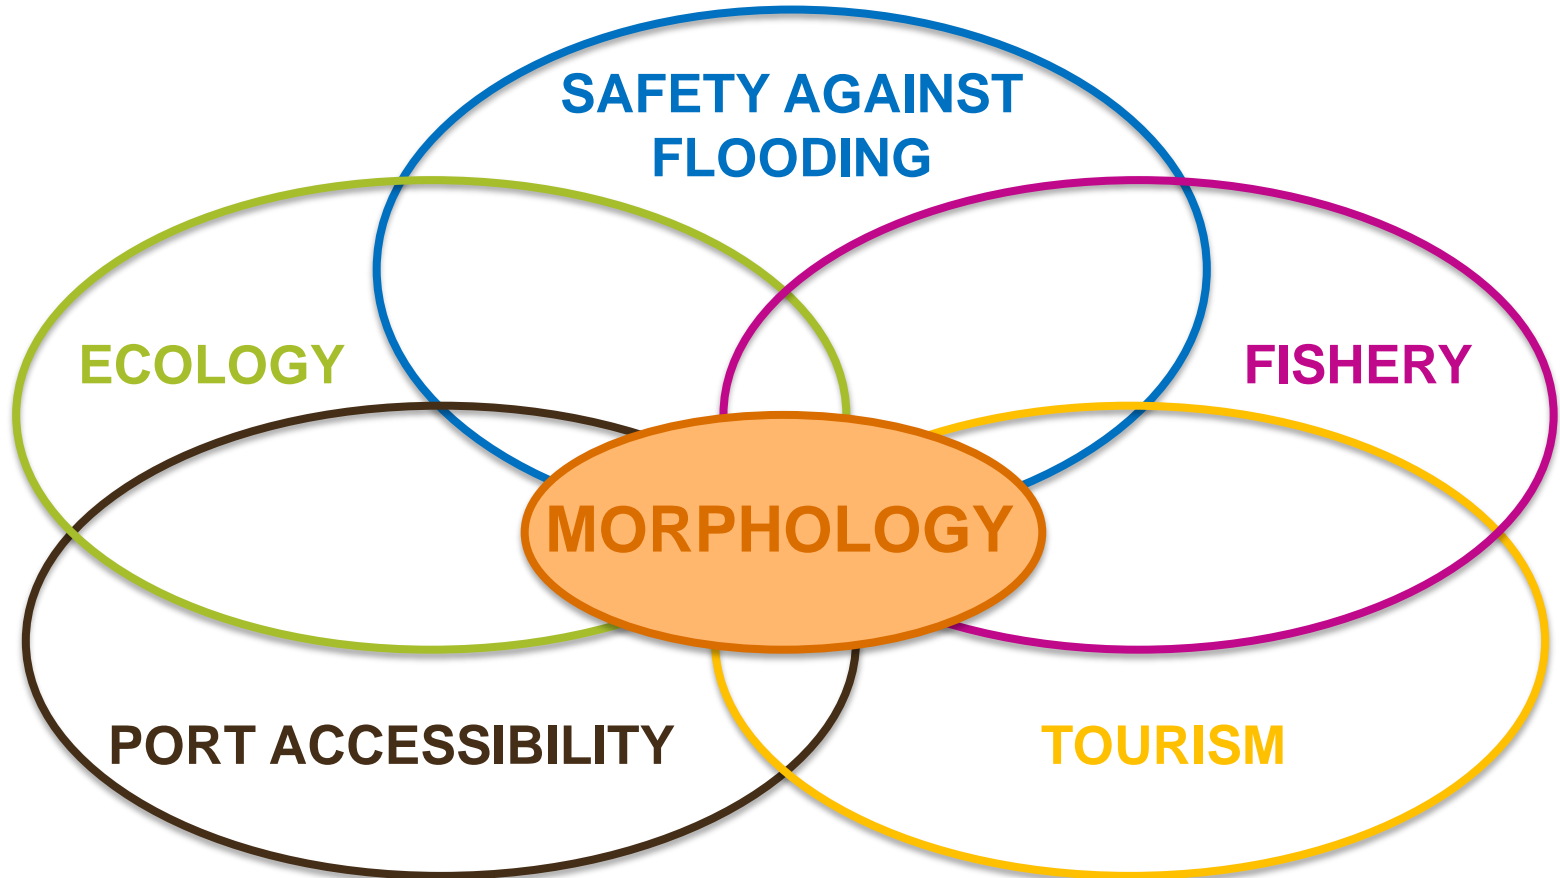 SAFETY AGAINST
FLOODING
ECOLOGY
FISHERY
MORPHOLOGY
PORT ACCESSIBILITY
TOURISM